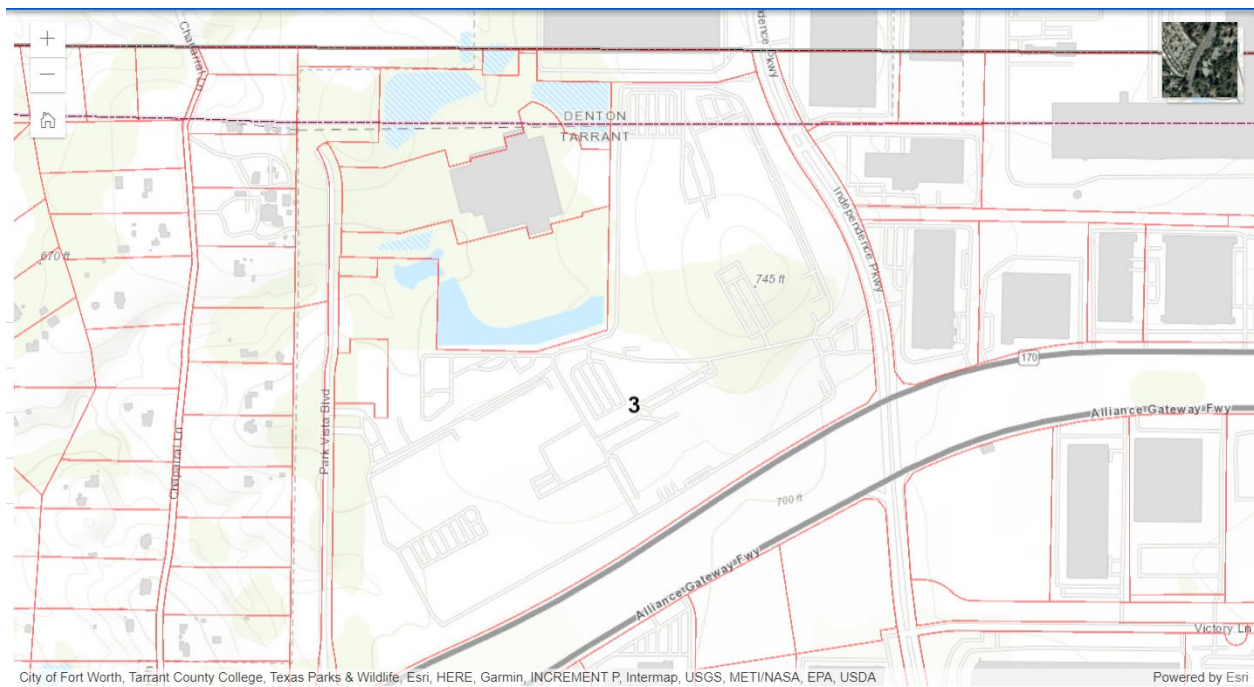 +
−
Chaparral Ln
Independence Pkwy
DENTON
TARRANT
Independence Pkwy
670 ft
745 ft
170
Park Vista Blvd
3
Alliance Gateway Fwy
Chaparral Ln
700 ft
Alliance Gateway Fwy
Victory Ln
Ln
City of Fort Worth, Tarrant County College, Texas Parks & Wildlife, Esri, HERE, Garmin, INCREMENT P, Intermap, USGS, METI/NASA, EPA, USDA
Powered by Esri